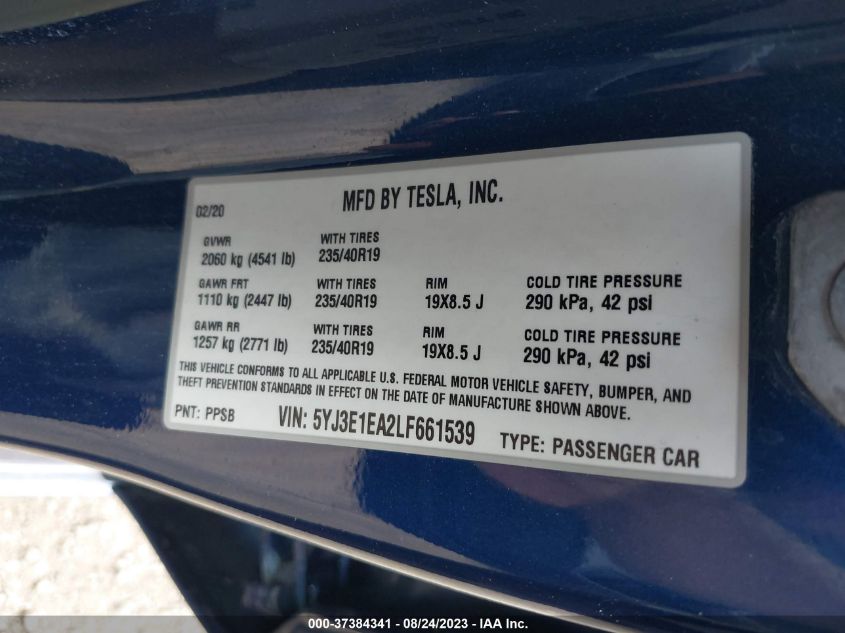 MFD BY TESLA, INC.
02/20
GVWR WITH TIRES
2060 kg (4541 lb) 235/40R19
GAWR FRT WITH TIRES RIM COLD TIRE PRESSURE
1110 kg (2447 lb) 235/40R19 19X8.5 J 290 kPa, 42 psi
GAWR RR WITH TIRES RIM COLD TIRE PRESSURE
1257 kg (2771 lb) 235/40R19 19X8.5 J 290 kPa, 42 psi
THIS VEHICLE CONFORMS TO ALL APPLICABLE U.S. FEDERAL MOTOR VEHICLE SAFETY, BUMPER, AND
THEFT PREVENTION STANDARDS IN EFFECT ON THE DATE OF MANUFACTURE SHOWN ABOVE.
PNT: PPSB VIN: 5YJ3E1EA2LF661539 TYPE: PASSENGER CAR
000-37384341 - 08/24/2023 - Copyright © IAA Holdings, LLC.